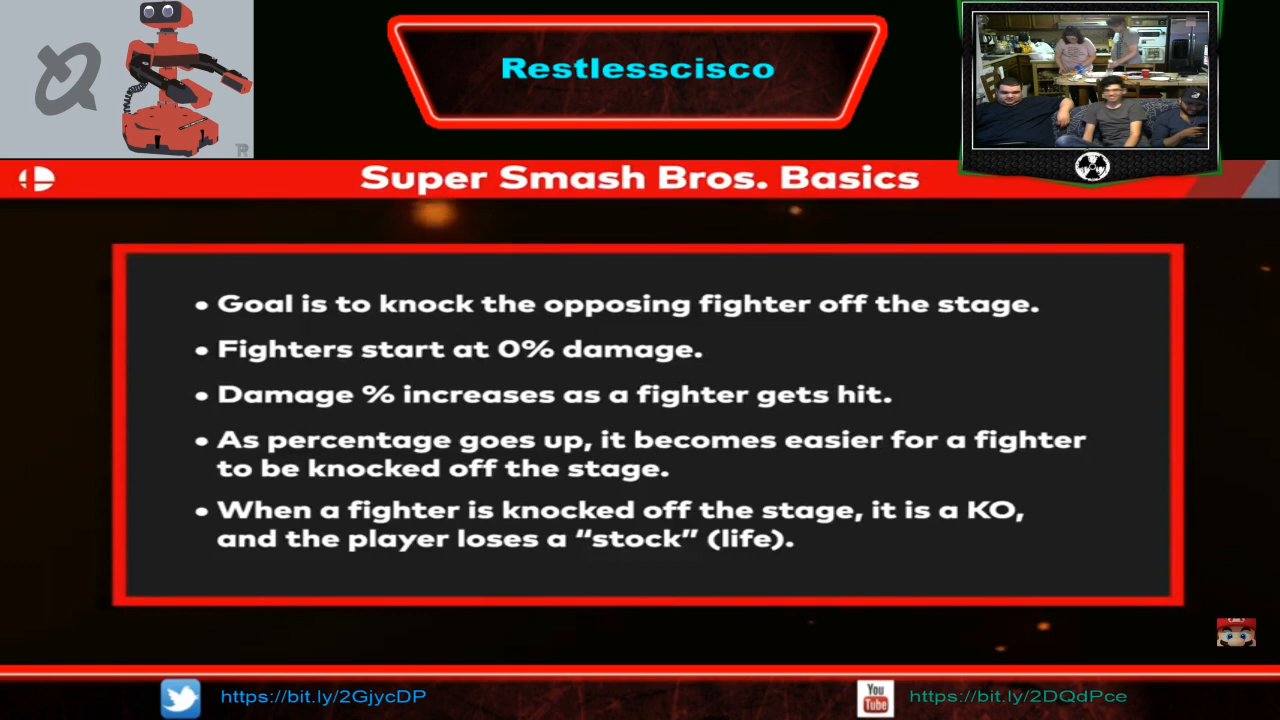 Restlesscisco
Super Smash Bros. Basics
• Goal is to knock the opposing fighter off the stage.
• Fighters start at 0% damage.
• Damage % increases as a fighter gets hit.
• As percentage goes up, it becomes easier for a fighter
to be knocked off the stage.
• When a fighter is knocked off the stage, it is a KO,
and the player loses a “stock” (life).
https://bit.ly/2GjycDP
You
Tube
https://bit.ly/2DQdPce